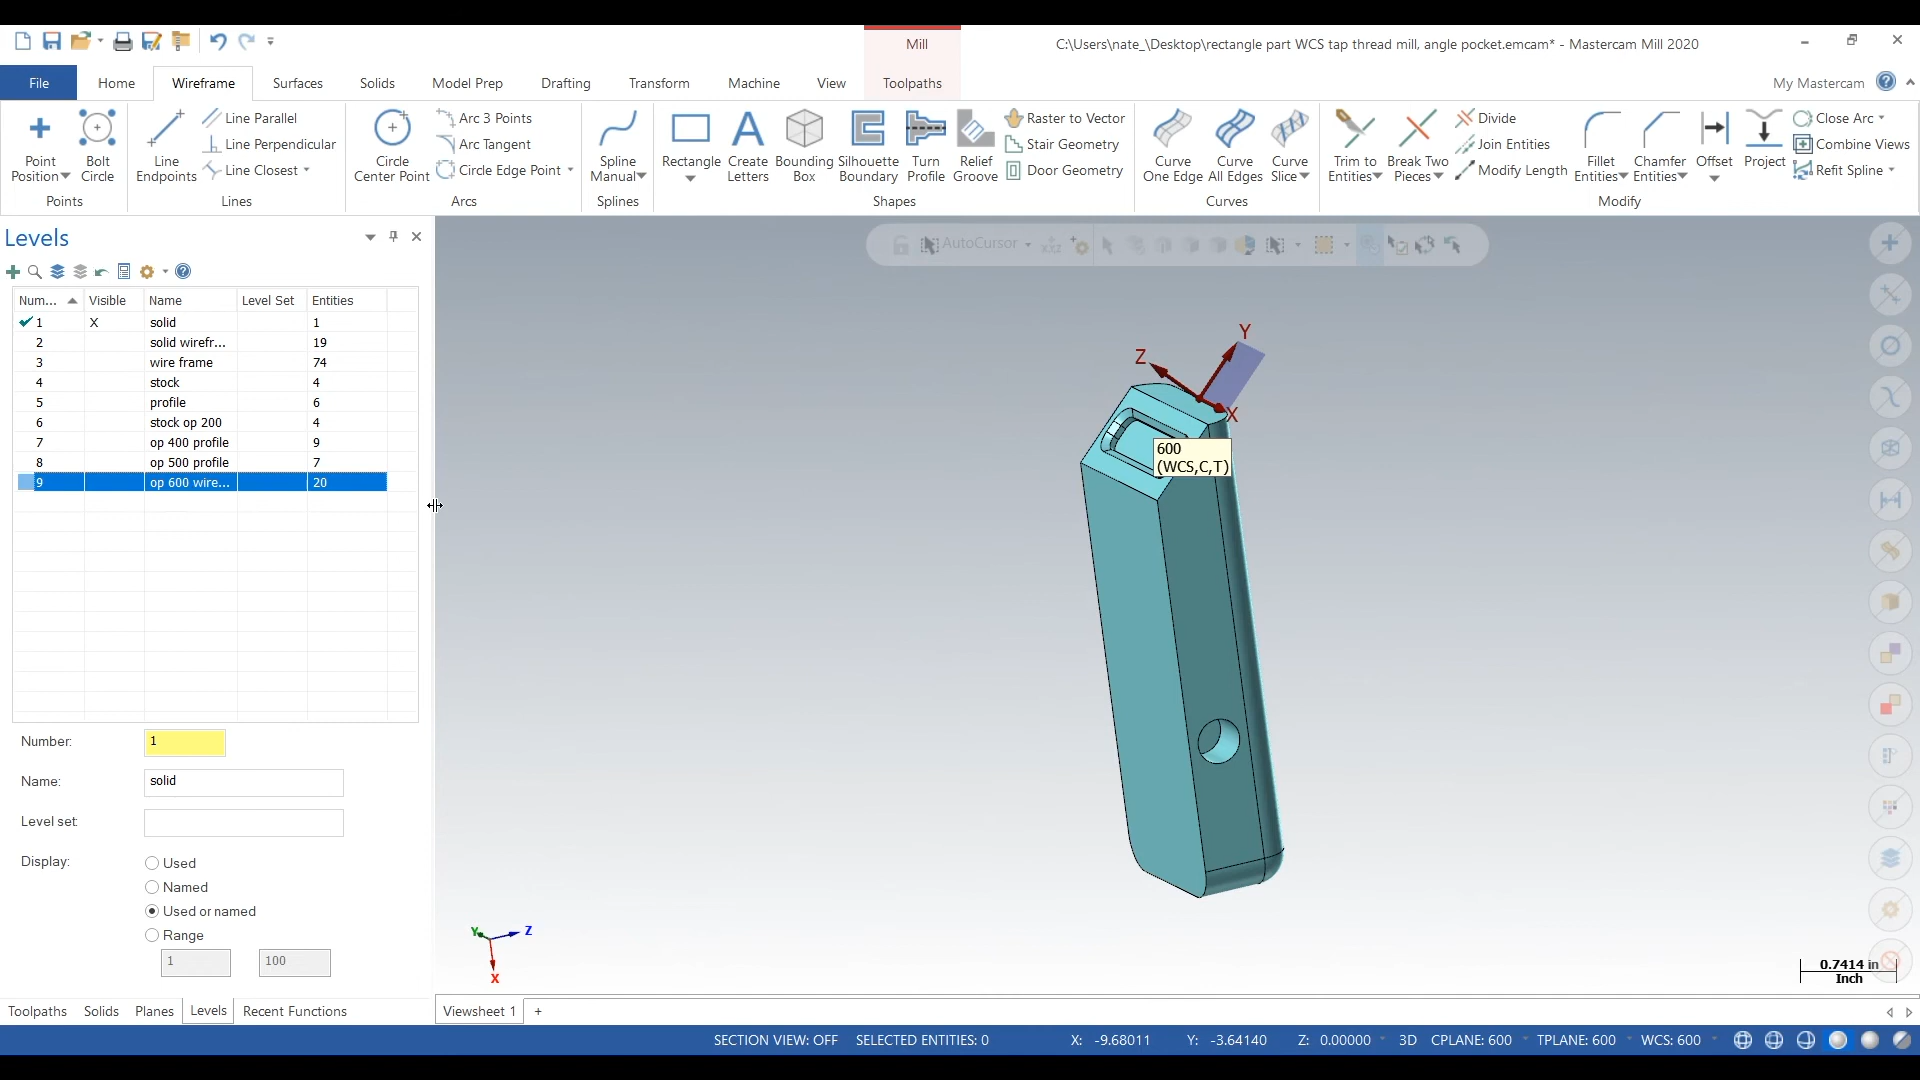 Mill
C:\Users\nate_\Desktop\rectangle part WCS tap thread mill, angle pocket.emcam* - Mastercam Mill 2020
File Home Wireframe Surfaces Solids Model Prep Drafting Transform Machine View Toolpaths My Mastercam
Point Position
Bolt Circle
Points
Line Endpoints
Line Parallel
Line Perpendicular
Line Closest
Lines
Circle Center Point
Arc 3 Points
Arc Tangent
Circle Edge Point
Arcs
Spline Manual
Splines
Rectangle
Create Letters
Bounding Box
Silhouette Boundary
Turn Profile
Relief Groove
Raster to Vector
Stair Geometry
Door Geometry
Shapes
Curve One Edge
Curve All Edges
Curve Slice
Curves
Trim to Entities
Break Two Pieces
Divide
Join Entities
Modify Length
Fillet Entities
Chamfer Entities
Offset
Project
Close Arc
Combine Views
Refit Spline
Modify
Levels
AutoCursor
Num... Visible Name Level Set Entities
1 X solid 1
2 solid wirefr... 19
3 wire frame 74
4 stock 4
5 profile 6
6 stock op 200 4
7 op 400 profile 9
8 op 500 profile 7
9 op 600 wire... 20
Number: 1
Name: solid
Level set:
Display:
Used
Named
Used or named
Range
1 100
Y
Z
X
600
(WCS,C,T)
Y Z
X
0.7414 in
Inch
Toolpaths Solids Planes Levels Recent Functions
Viewsheet 1 +
SECTION VIEW: OFF SELECTED ENTITIES: 0 X: -9.68011 Y: -3.64140 Z: 0.00000 3D CPLANE: 600 TPLANE: 600 WCS: 600